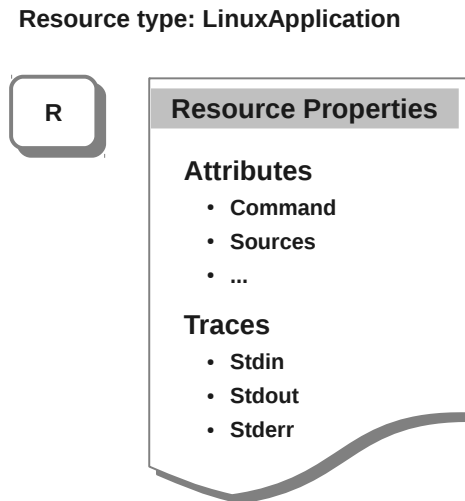 Resource type: LinuxApplication
R
Resource Properties
Attributes
• Command
• Sources
• ...
Traces
• Stdin
• Stdout
• Stderr